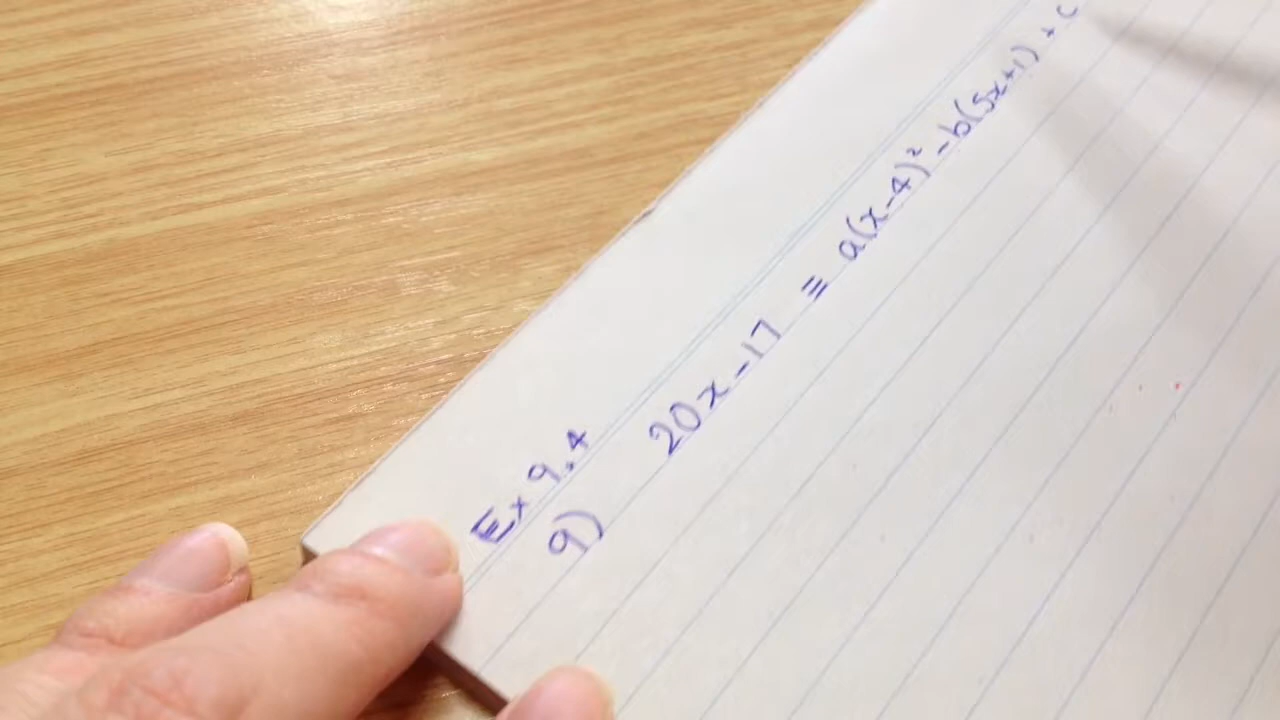 Ex 9.4
9) 20x - 17 ≡ a(x-4)² - b(5x+1) + c